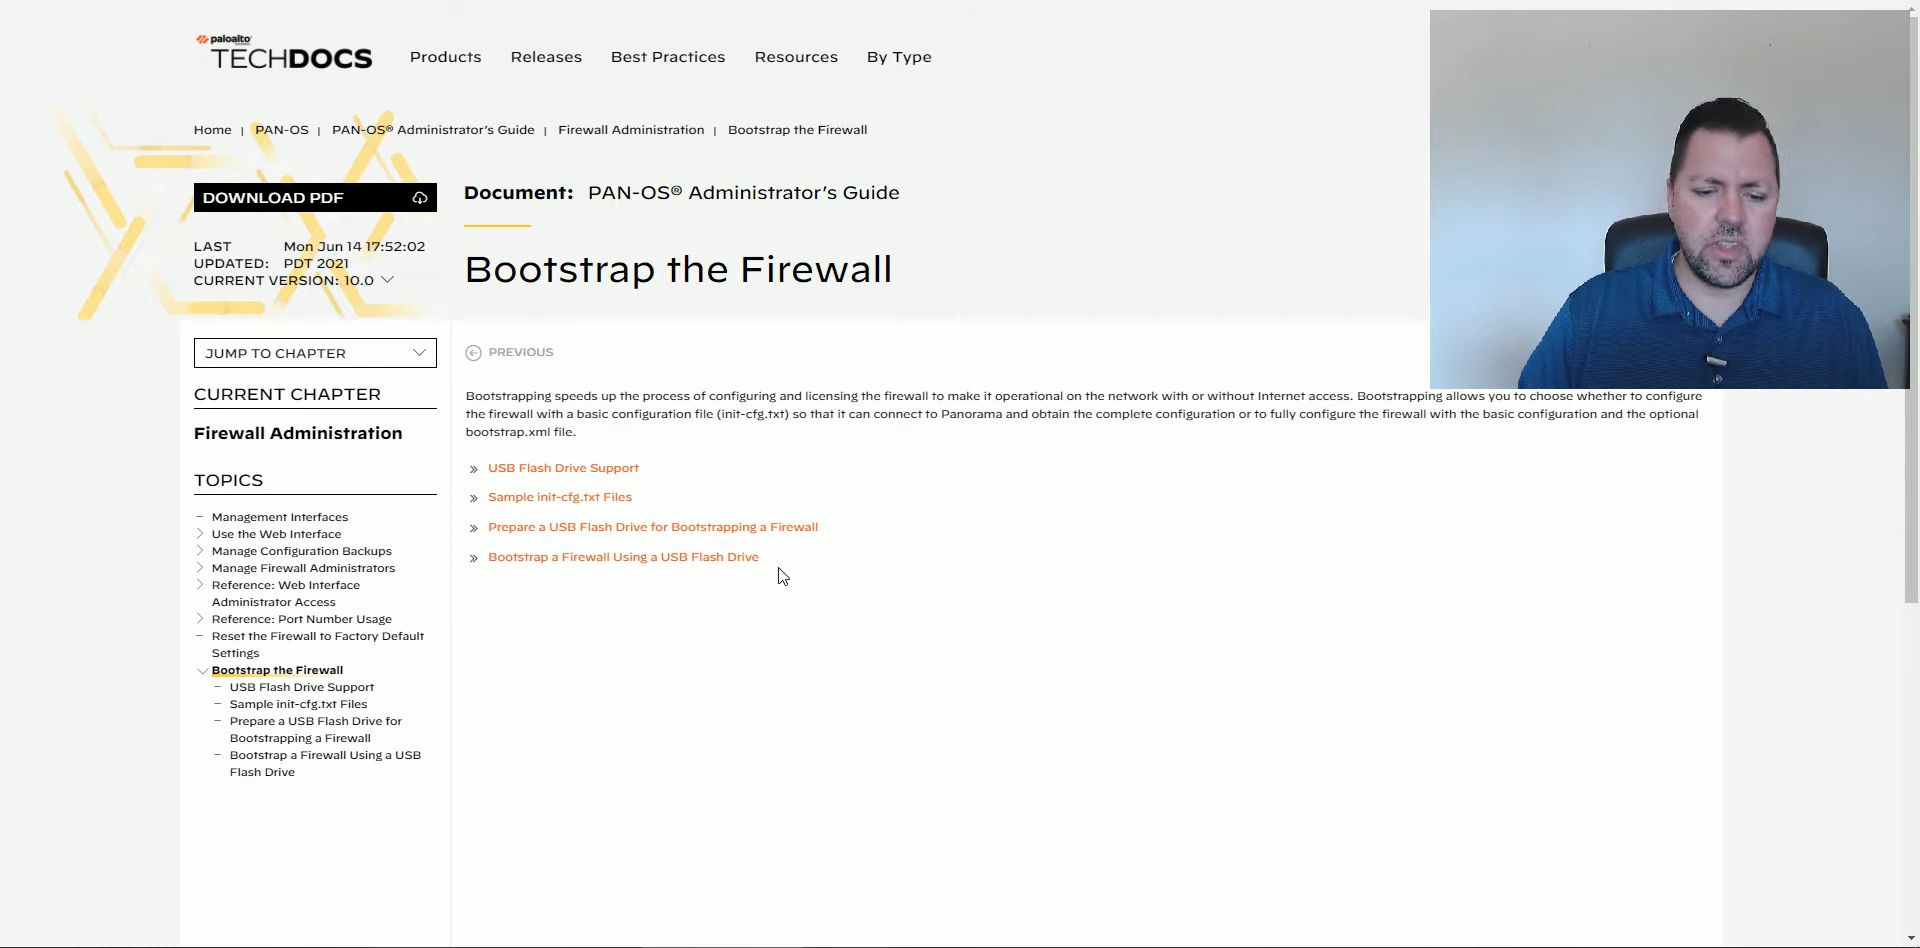 paloalto
TECHDOCS
Products Releases Best Practices Resources By Type
Home | PAN-OS | PAN-OS® Administrator's Guide | Firewall Administration | Bootstrap the Firewall
DOWNLOAD PDF
LAST UPDATED: Mon Jun 14 17:52:02 PDT 2021
CURRENT VERSION: 10.0
Document: PAN-OS® Administrator's Guide
Bootstrap the Firewall
JUMP TO CHAPTER
CURRENT CHAPTER
Firewall Administration
TOPICS
Management Interfaces
Use the Web Interface
Manage Configuration Backups
Manage Firewall Administrators
Reference: Web Interface
Administrator Access
Reference: Port Number Usage
Reset the Firewall to Factory Default
Settings
Bootstrap the Firewall
USB Flash Drive Support
Sample init-cfg.txt Files
Prepare a USB Flash Drive for
Bootstrapping a Firewall
Bootstrap a Firewall Using a USB
Flash Drive
PREVIOUS
Bootstrapping speeds up the process of configuring and licensing the firewall to make it operational on the network with or without Internet access. Bootstrapping allows you to choose whether to configure
the firewall with a basic configuration file (init-cfg.txt) so that it can connect to Panorama and obtain the complete configuration or to fully configure the firewall with the basic configuration and the optional
bootstrap.xml file.
» USB Flash Drive Support
» Sample init-cfg.txt Files
» Prepare a USB Flash Drive for Bootstrapping a Firewall
» Bootstrap a Firewall Using a USB Flash Drive